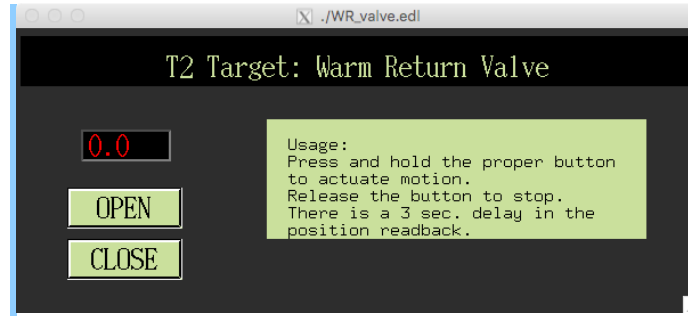 ./WR_valve.edl
T2 Target: Warm Return Valve
0.0
OPEN
CLOSE
Usage:
Press and hold the proper button
to actuate motion.
Release the button to stop.
There is a 3 sec. delay in the
position readback.